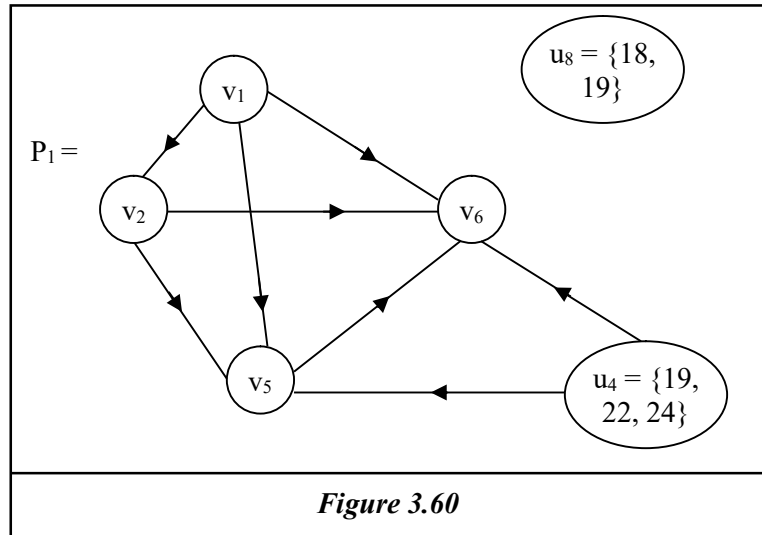 u₈ = {18,
19}
v₁
P₁ =
v₂
v₆
v₅
u₄ = {19,
22, 24}
Figure 3.60